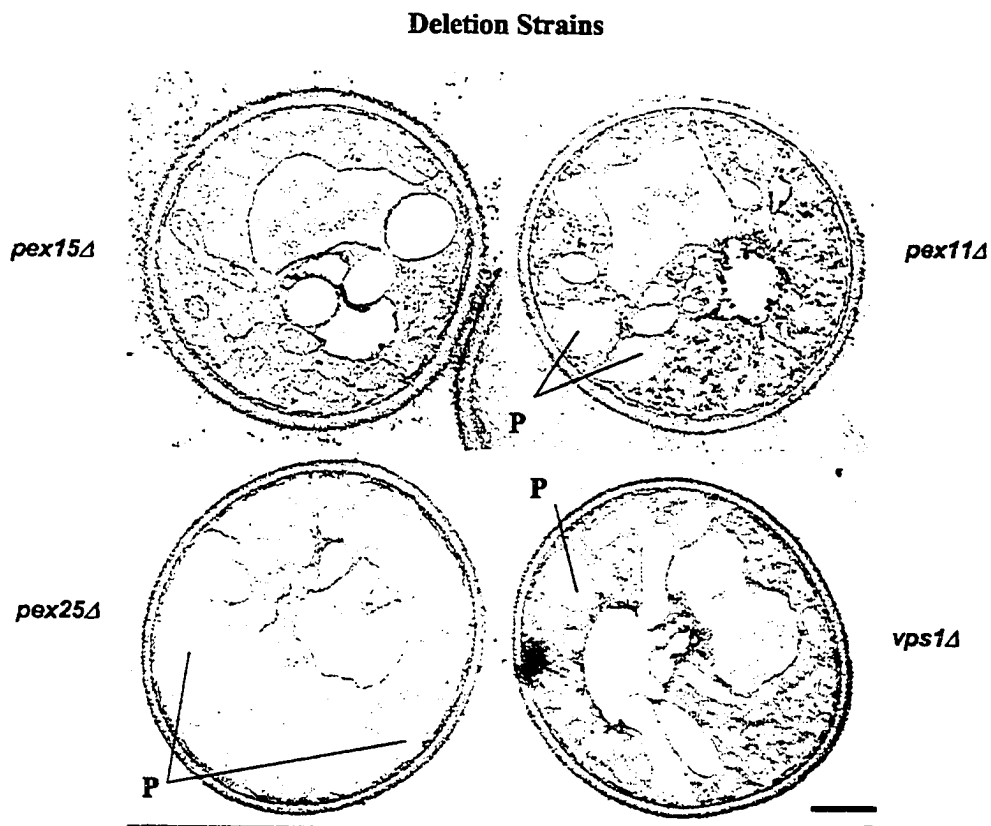 Deletion Strains
pex15Δ
pex11Δ
P
P
pex25Δ
vps1Δ
P